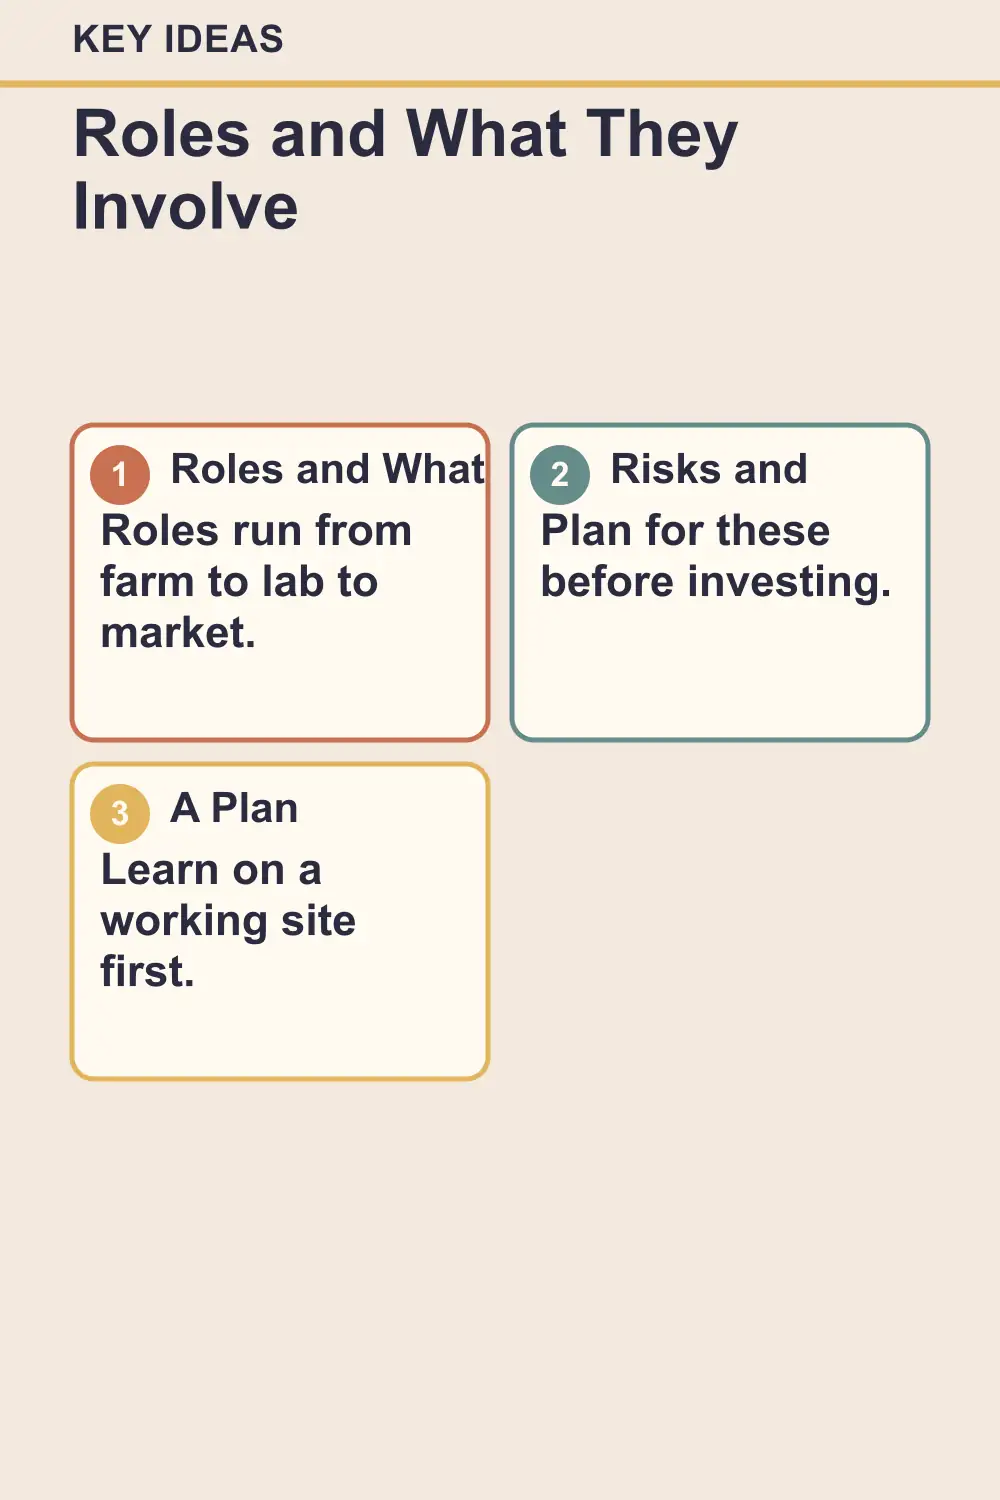 KEY IDEAS
Roles and What They
Involve
1
Roles and What
Roles run from
farm to lab to
market.
2
Risks and
Plan for these
before investing.
3
A Plan
Learn on a
working site
first.